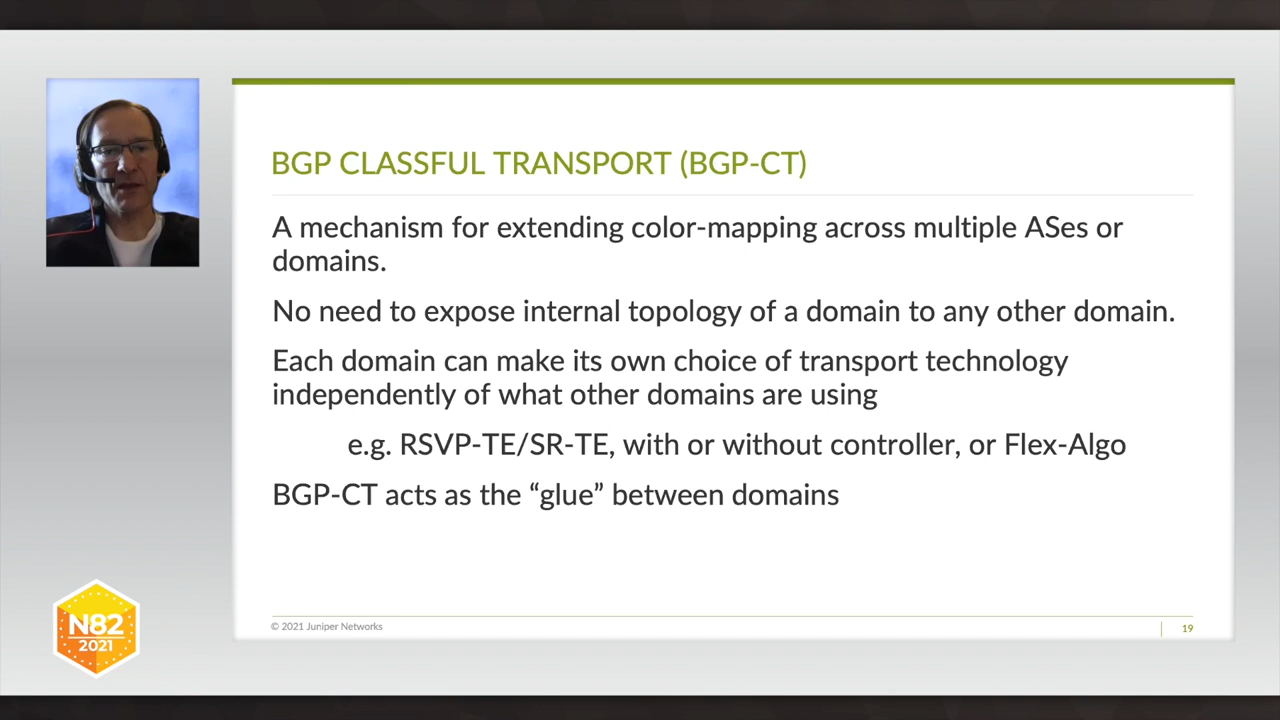 BGP CLASSFUL TRANSPORT (BGP-CT)
A mechanism for extending color-mapping across multiple ASes or
domains.
No need to expose internal topology of a domain to any other domain.
Each domain can make its own choice of transport technology
independently of what other domains are using
e.g. RSVP-TE/SR-TE, with or without controller, or Flex-Algo
BGP-CT acts as the “glue” between domains
N82
2021
© 2021 Juniper Networks
19